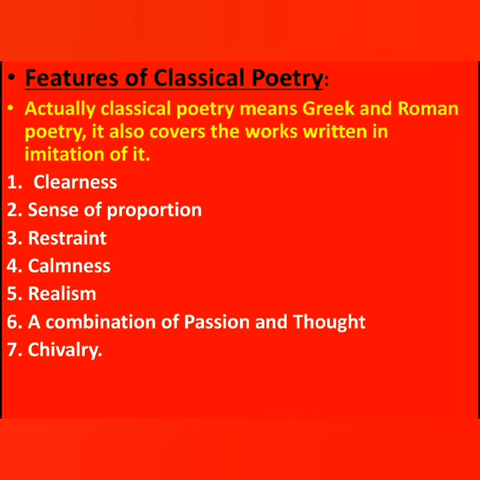 • Features of Classical Poetry:
• Actually classical poetry means Greek and Roman
poetry, it also covers the works written in
imitation of it.
1. Clearness
2. Sense of proportion
3. Restraint
4. Calmness
5. Realism
6. A combination of Passion and Thought
7. Chivalry.